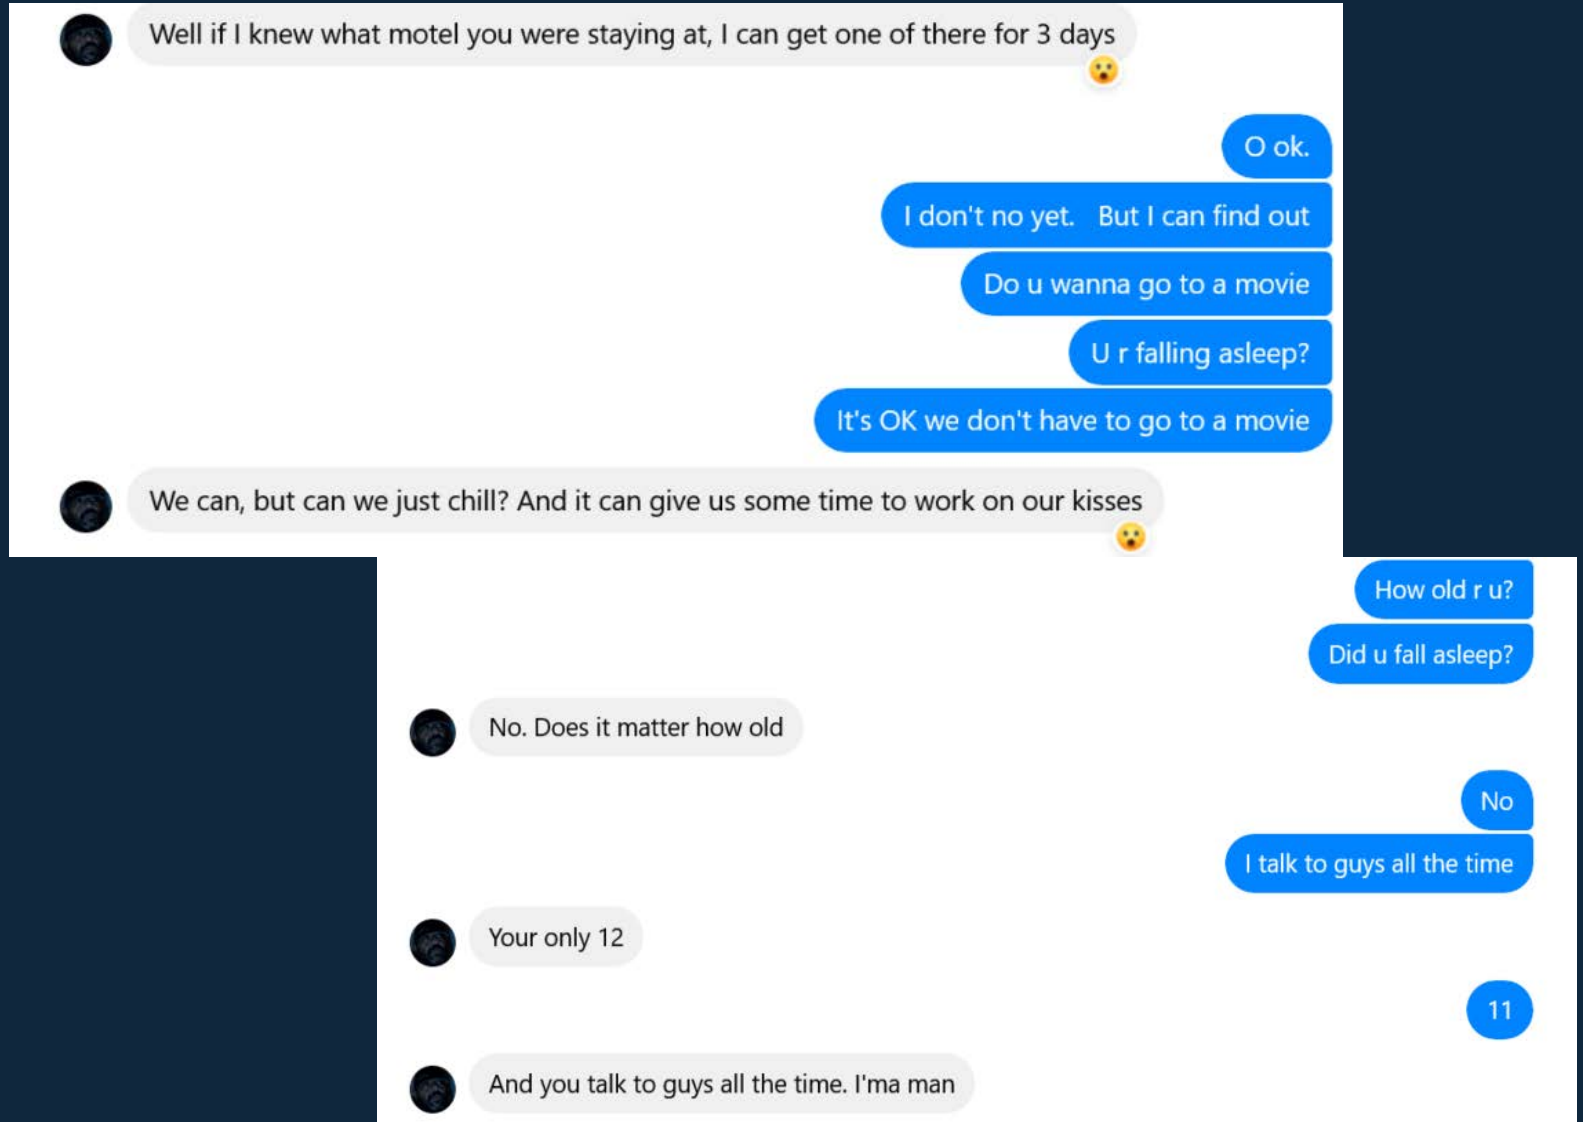 Well if I knew what motel you were staying at, I can get one of there for 3 days
O ok.
I don't no yet. But I can find out
Do u wanna go to a movie
U r falling asleep?
It's OK we don't have to go to a movie
We can, but can we just chill? And it can give us some time to work on our kisses
How old r u?
Did u fall asleep?
No. Does it matter how old
No
I talk to guys all the time
Your only 12
11
And you talk to guys all the time. I'ma man